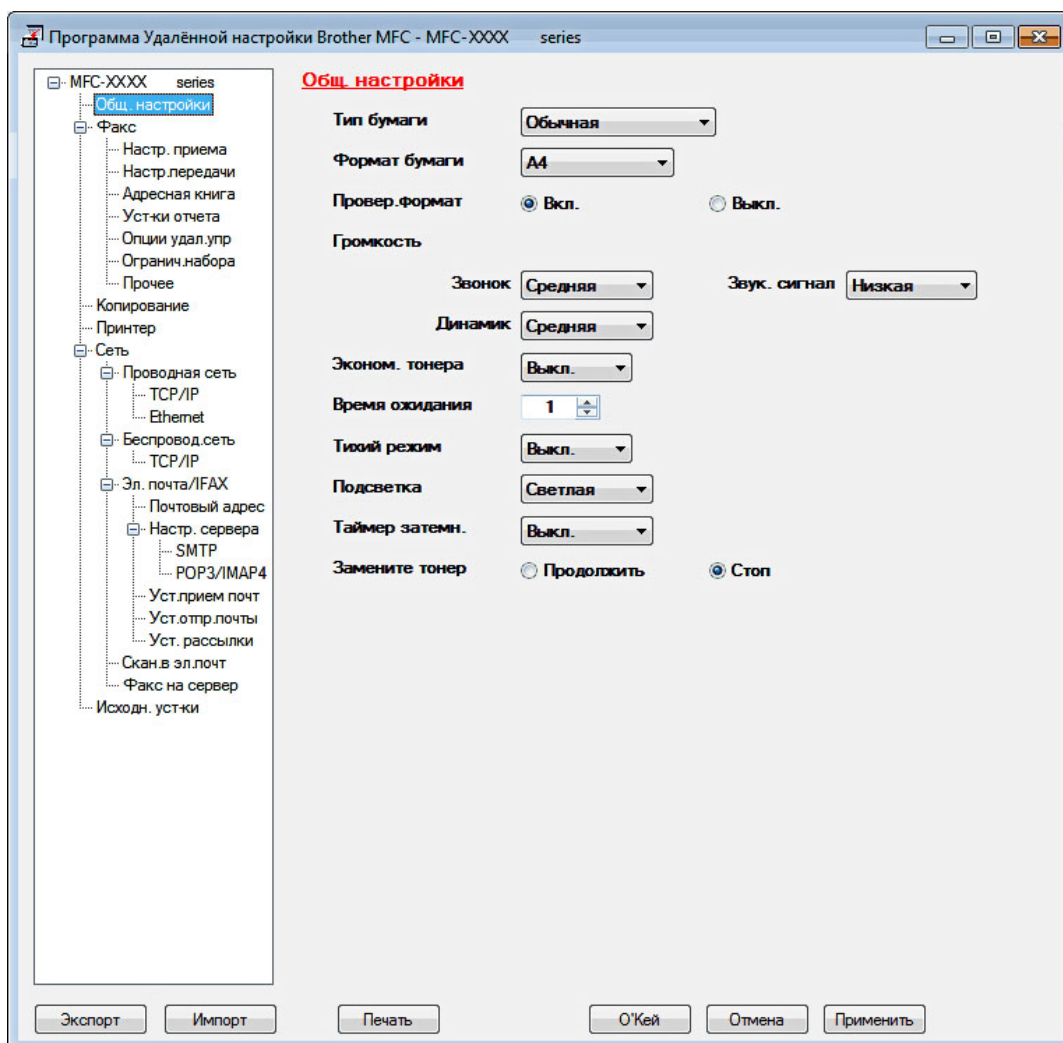 Программа Удалённой настройки Brother MFC - MFC-XXXX series
MFC-XXXX series
Общ. настройки
Факс
Настр. приема
Настр.передачи
Адресная книга
Уст-ки отчета
Опции удал.упр
Огранич.набора
Прочее
Копирование
Принтер
Сеть
Проводная сеть
TCP/IP
Ethernet
Беспровод.сеть
TCP/IP
Эл. почта/IFAX
Почтовый адрес
Настр. сервера
SMTP
POP3/IMAP4
Уст.прием почт
Уст.отпр.почты
Уст. рассылки
Скан.в эл.почт
Факс на сервер
Исходн. уст-ки
Общ. настройки
Тип бумаги Обычная
Формат бумаги A4
Провер.формат Вкл. Выкл.
Громкость
Звонок Средняя Звук. сигнал Низкая
Динамик Средняя
Эконом. тонера Выкл.
Время ожидания 1
Тихий режим Выкл.
Подсветка Светлая
Таймер затемн. Выкл.
Замените тонер Продолжить Стоп
Экспорт Импорт Печать О'Кей Отмена Применить